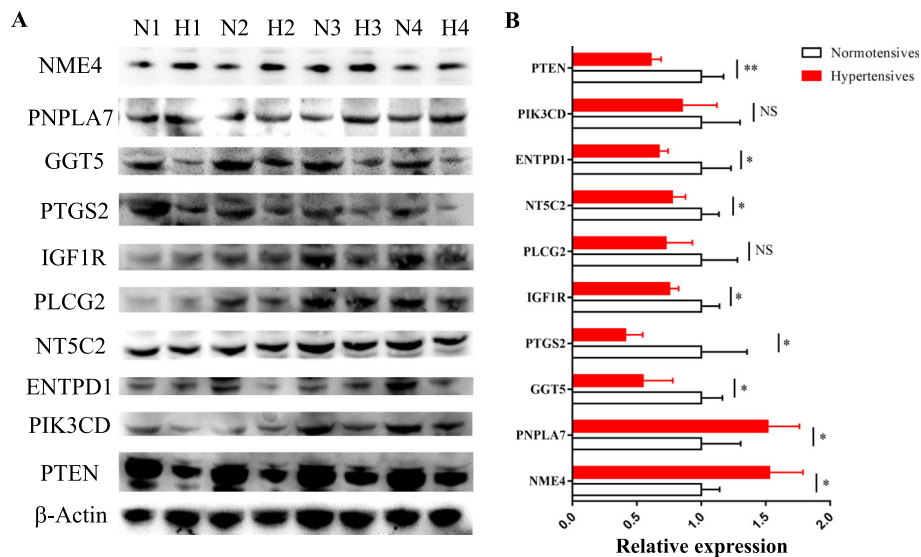 A
N1 H1 N2 H2 N3 H3 N4 H4
NME4
PNPLA7
GGT5
PTGS2
IGF1R
PLCG2
NT5C2
ENTPD1
PIK3CD
PTEN
β-Actin
B
Normotensives
Hypertensives
PTEN **
PIK3CD NS
ENTPD1 *
NT5C2 *
PLCG2 NS
IGF1R *
PTGS2 *
GGT5 *
PNPLA7 *
NME4 *
0.0 0.5 1.0 1.5 2.0
Relative expression